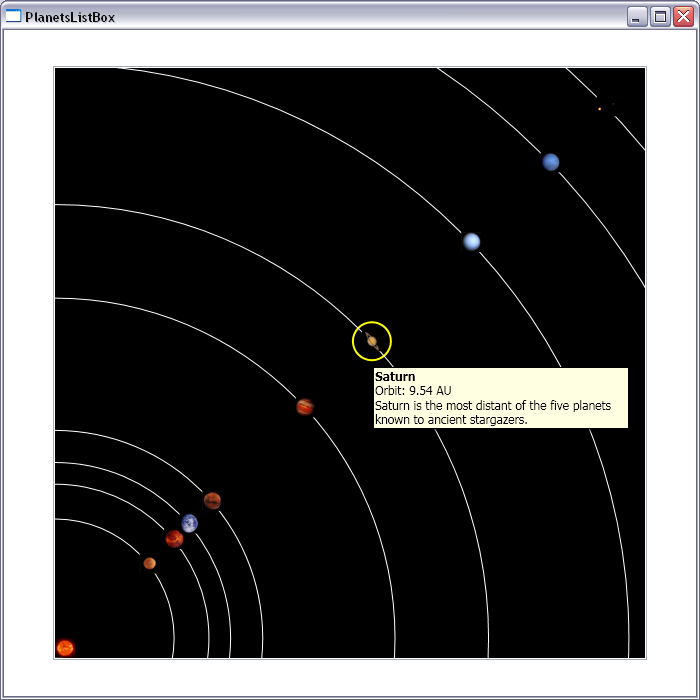 PlanetsListBox
Saturn
Orbit: 9.54 AU
Saturn is the most distant of the five planets
known to ancient stargazers.